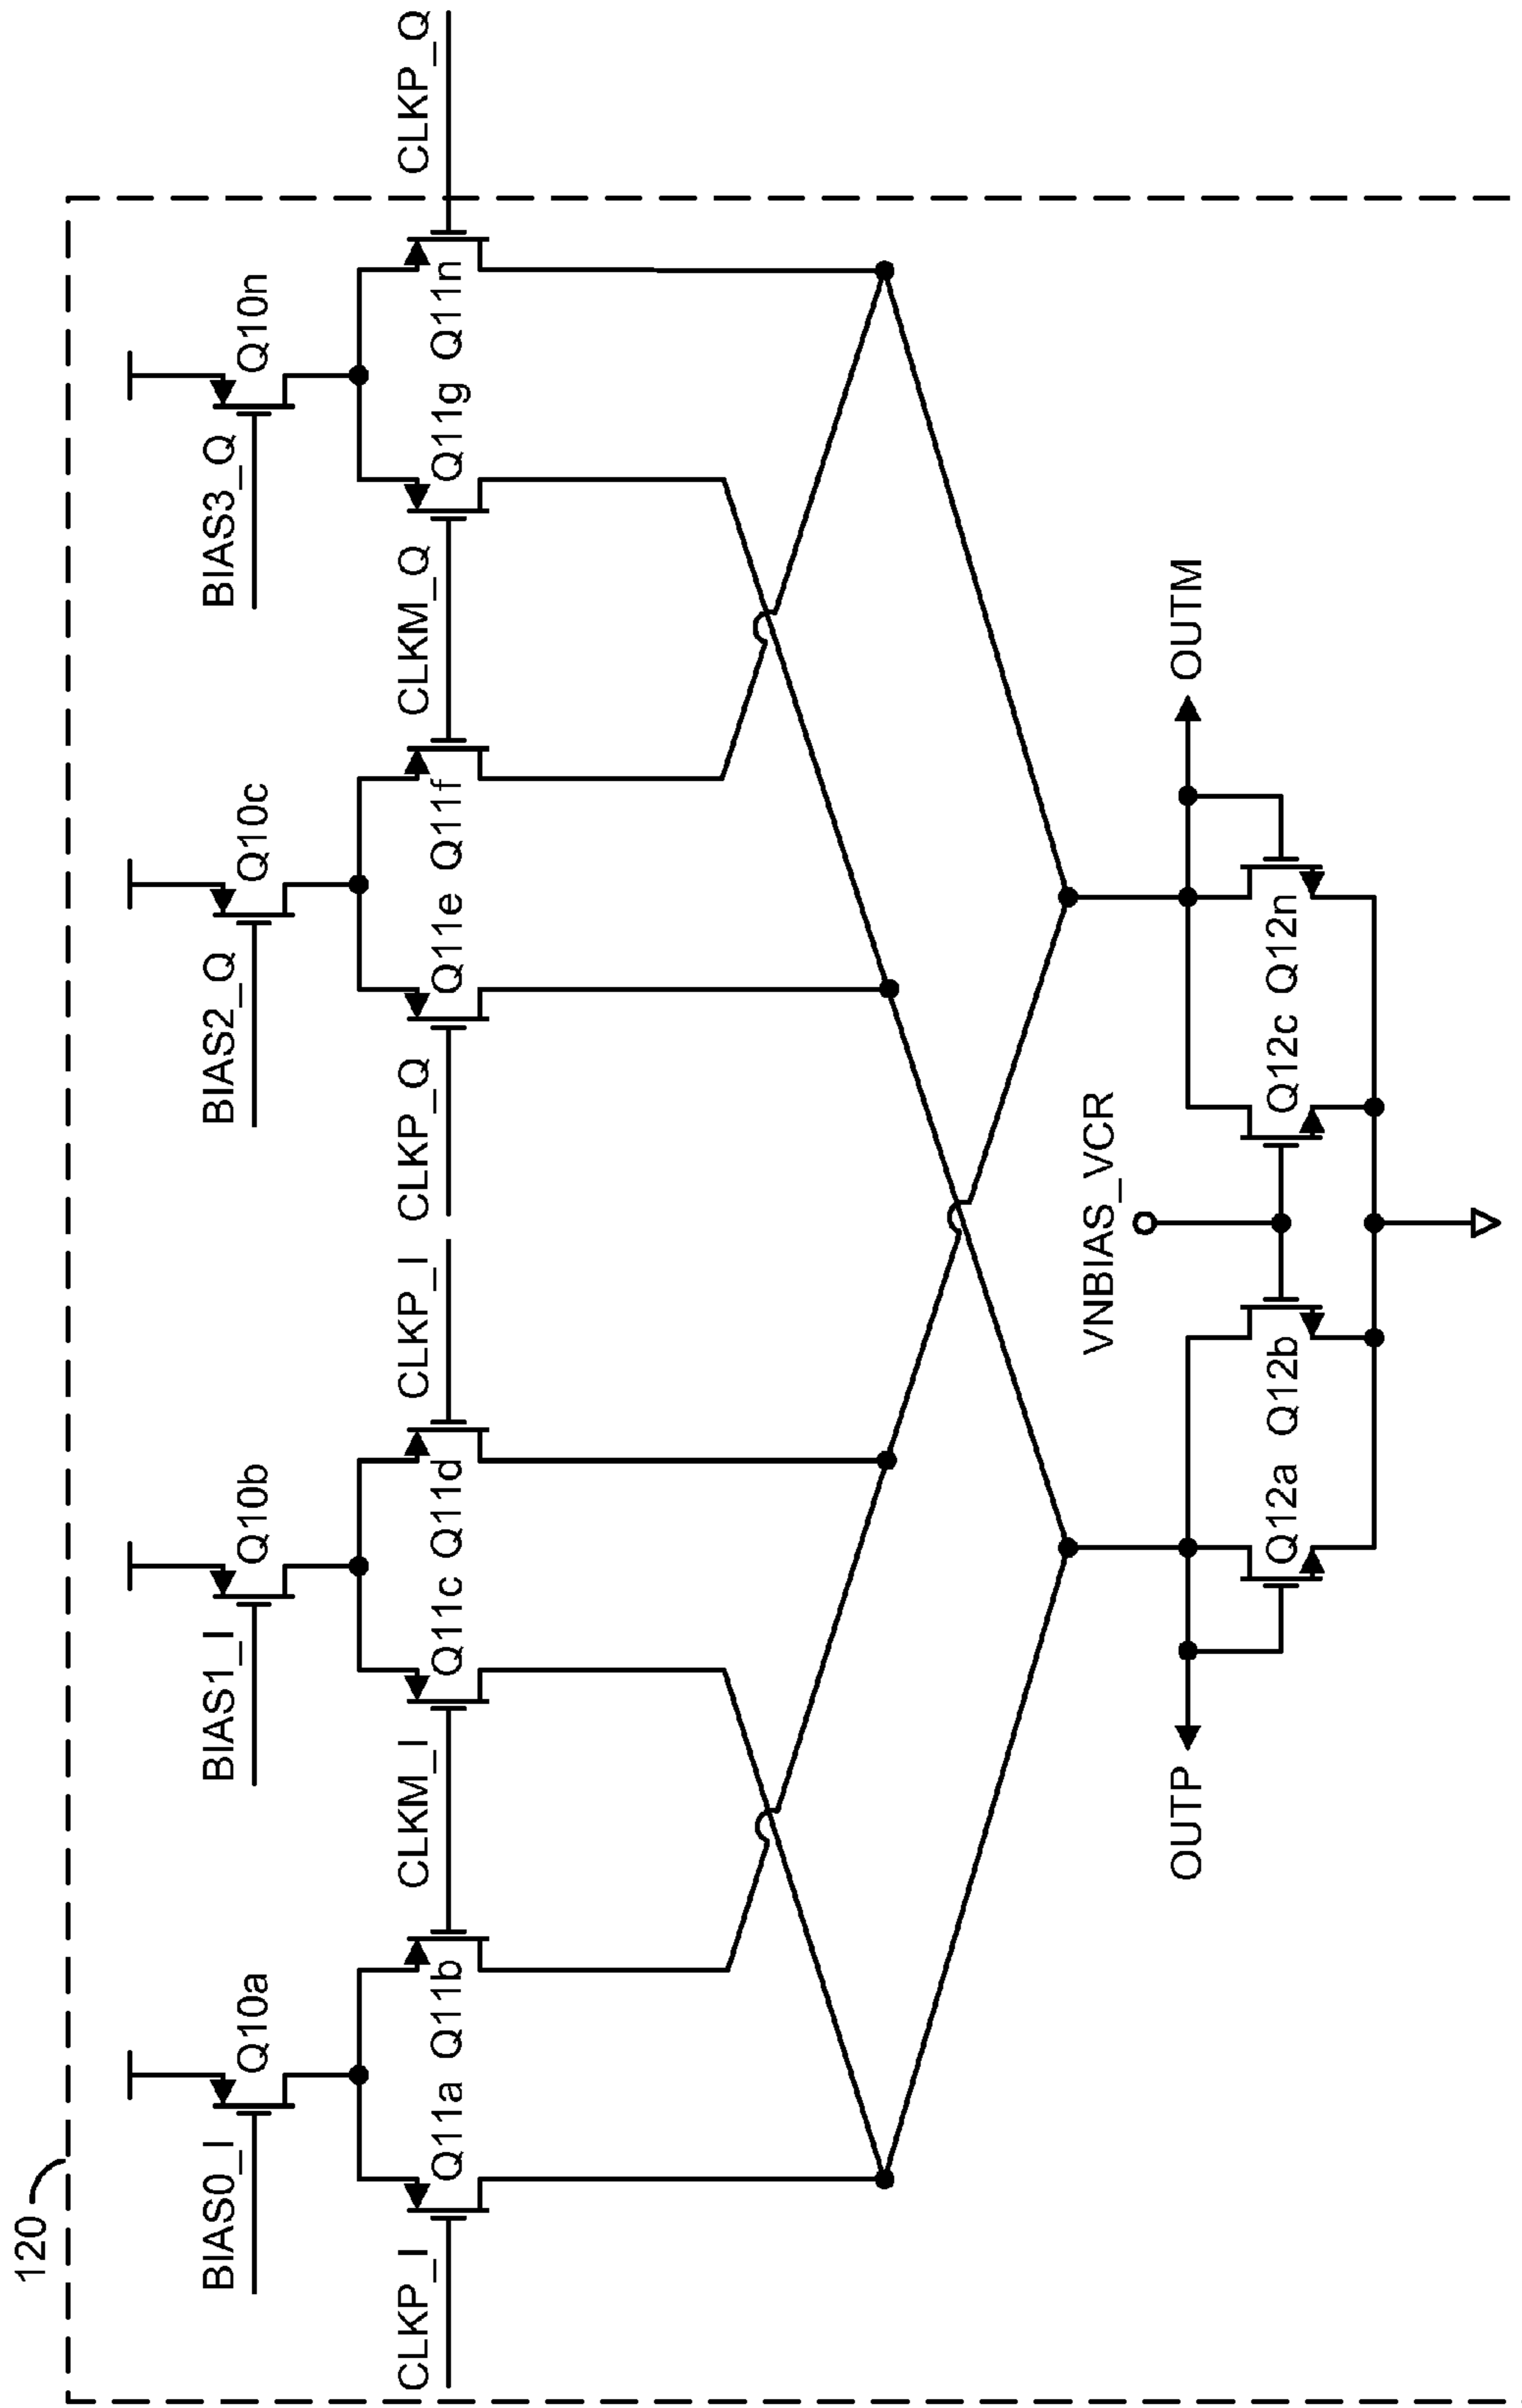 120
BIAS0_I
Q10a
BIAS1_I
Q10b
BIAS2_Q
Q10c
BIAS3_Q
Q10n
CLKP_I
CLKM_I
CLKP_I
CLKP_Q
CLKM_Q
CLKP_Q
Q11a Q11b
Q11c Q11d
Q11e Q11f
Q11g Q11n
VNBIAS_VCR
OUTP
OUTM
Q12a Q12b
Q12c Q12n